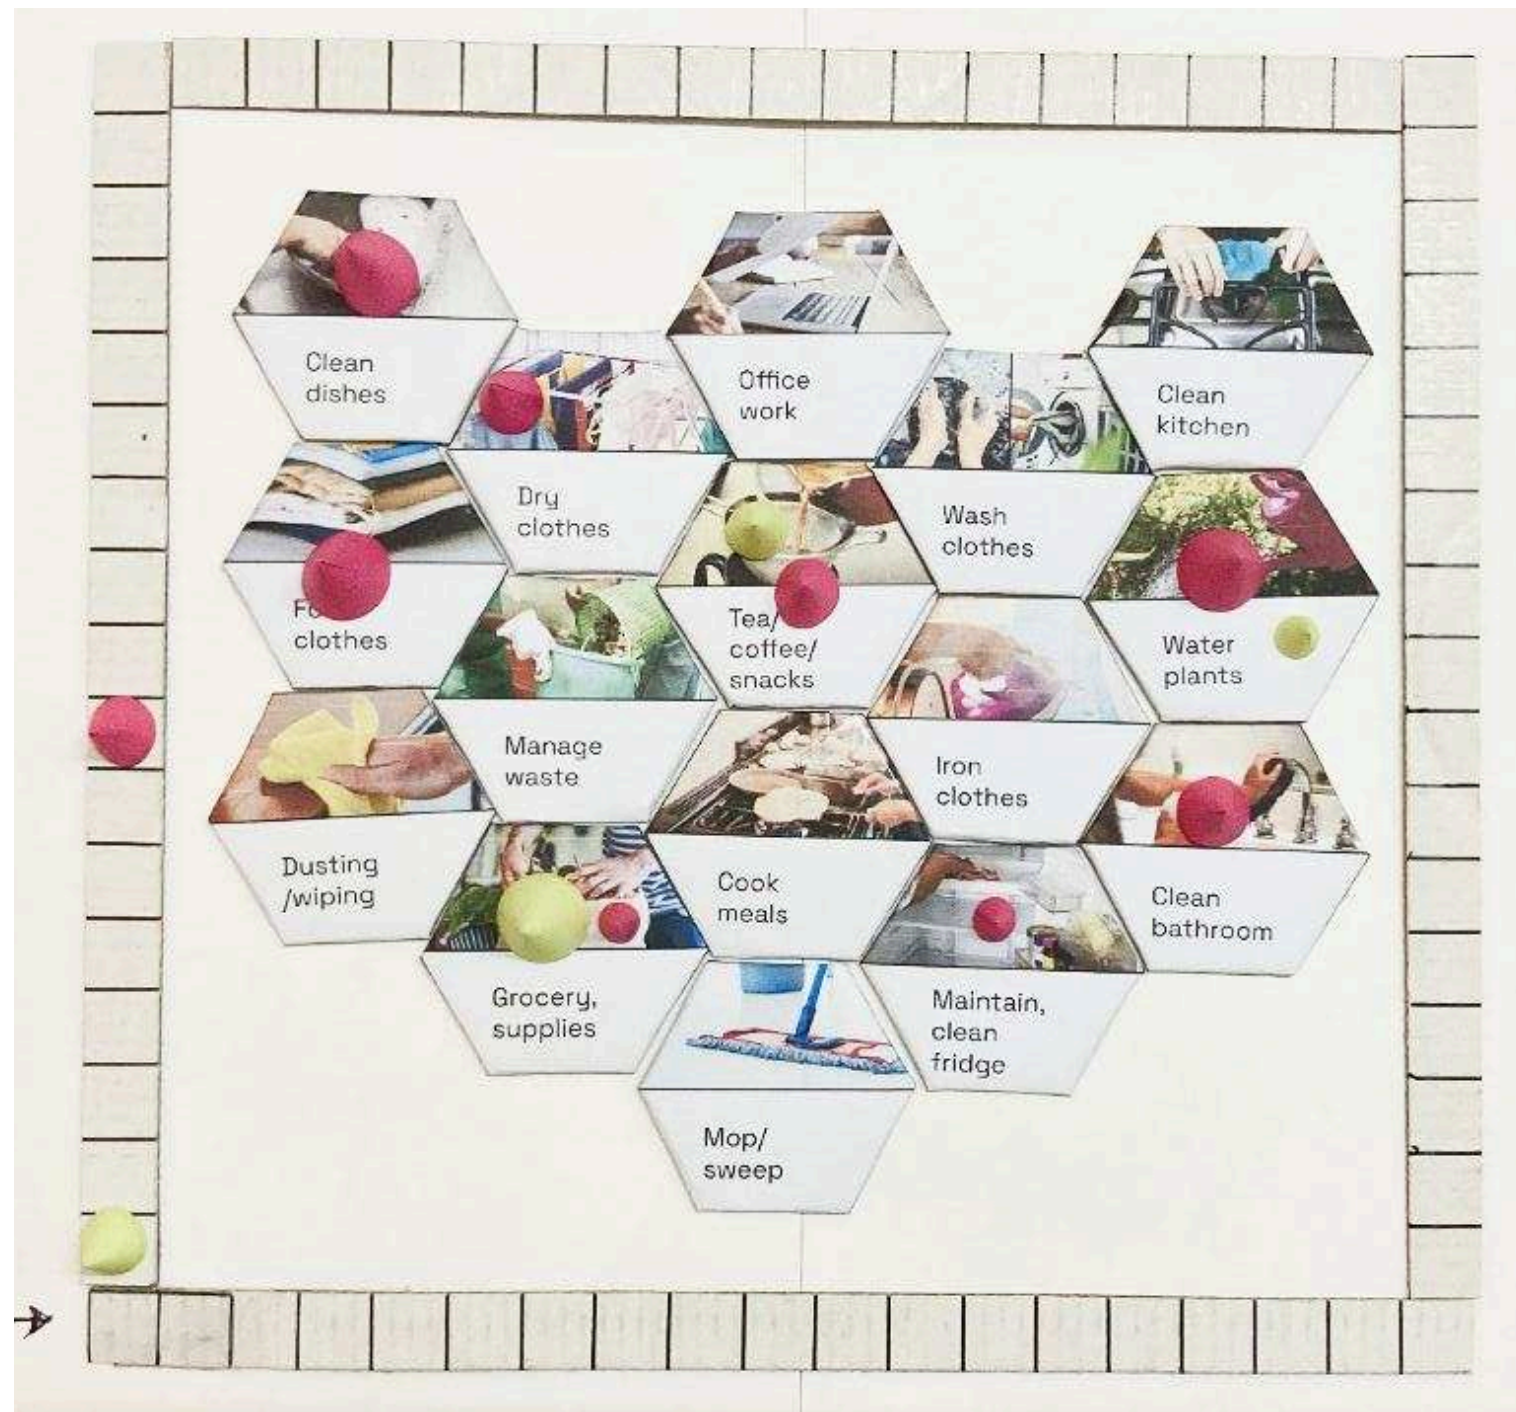 Clean
dishes
Office
work
Clean
kitchen
Dry
clothes
Wash
clothes
clothes
Tea/
coffee/
snacks
Water
plants
Manage
waste
Iron
clothes
Dusting
/wiping
Cook
meals
Clean
bathroom
Grocery,
supplies
Maintain,
clean
fridge
Mop/
sweep